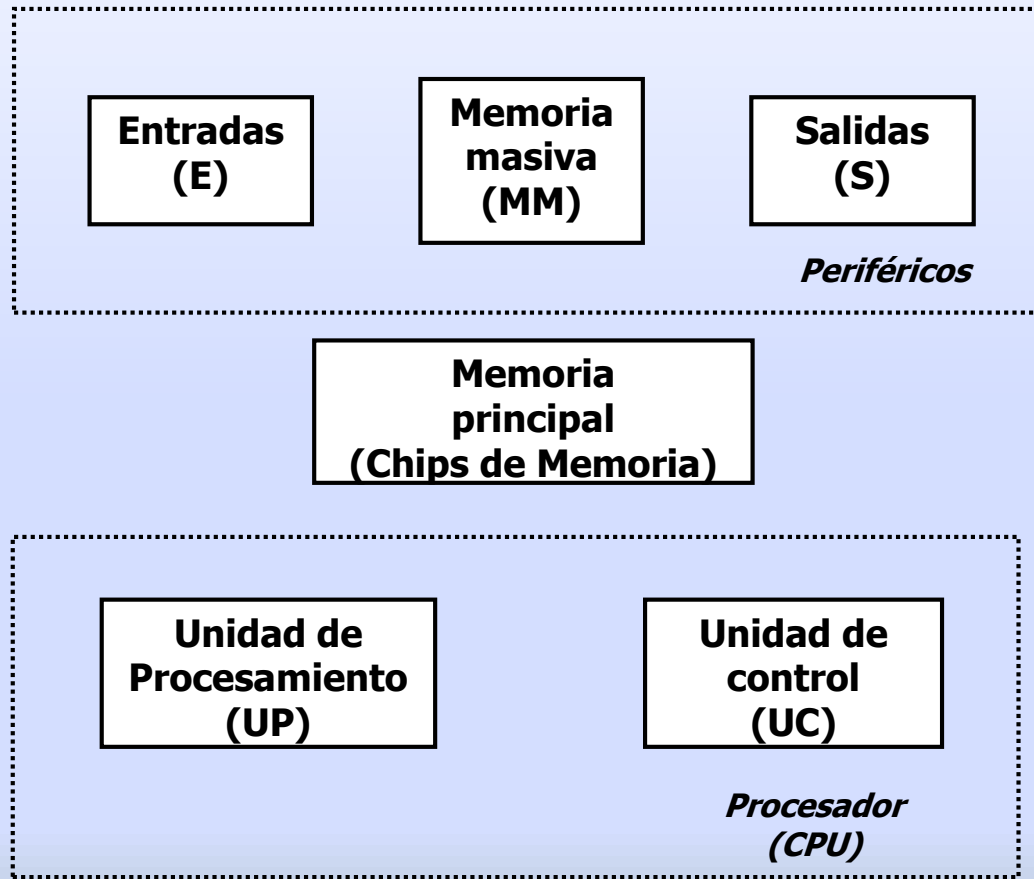 Entradas
(E)
Memoria
masiva
(MM)
Salidas
(S)
Periféricos
Memoria
principal
(Chips de Memoria)
Unidad de
Procesamiento
(UP)
Unidad de
control
(UC)
Procesador
(CPU)